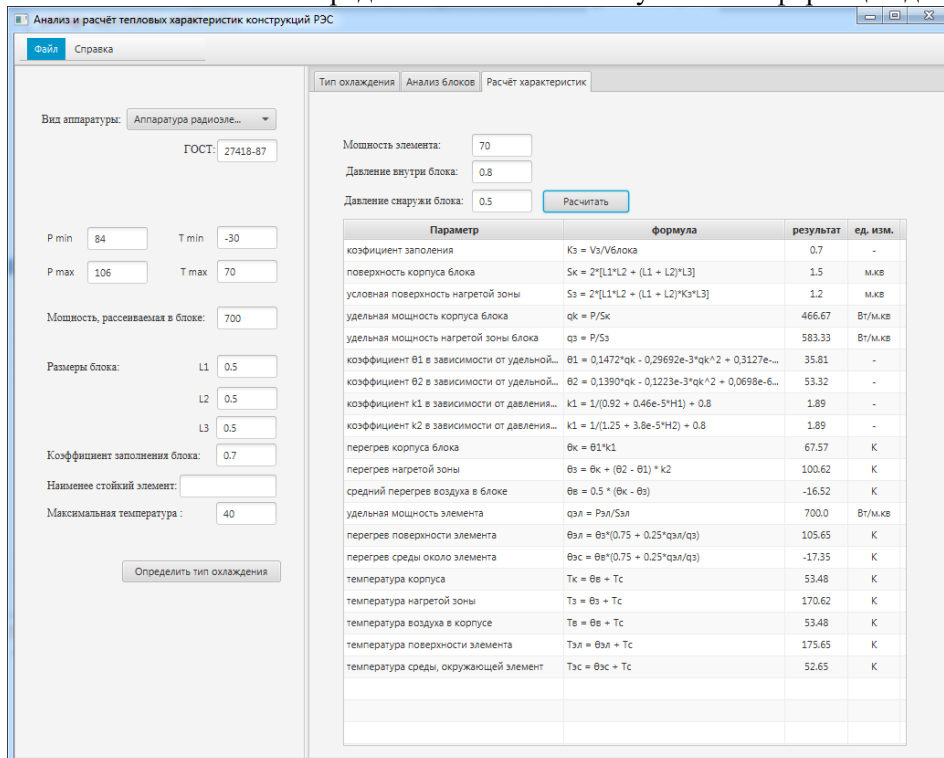 Анализ и расчёт тепловых характеристик конструкций РЭС
Файл Справка
Тип охлаждения Анализ блоков Расчёт характеристик
Вид аппаратуры: Аппаратура радиоэле...
ГОСТ: 27418-87
P min 84 T min -30
P max 106 T max 70
Мощность, рассеиваемая в блоке: 700
Размеры блока: L1 0.5
L2 0.5
L3 0.5
Коэффициент заполнения блока: 0.7
Наименее стойкий элемент:
Максимальная температура : 40
Определить тип охлаждения
Мощность элемента: 70
Давление внутри блока: 0.8
Давление снаружи блока: 0.5 Расчитать
Параметр формула результат ед. изм.
коэфициент заполения Kз = Vз/Vблока 0.7 -
поверхность корпуса блока Sк = 2*[L1*L2 + (L1 + L2)*L3] 1.5 м.кв
условная поверхность нагретой зоны Sз = 2*[L1*L2 + (L1 + L2)*Kз*L3] 1.2 м.кв
удельная мощность корпуса блока qk = P/Sк 466.67 Вт/м.кв
удельная мощность нагретой зоны блока qз = P/Sз 583.33 Вт/м.кв
коэффициент θ1 в зависимости от удельной... θ1 = 0,1472*qk - 0,29692e-3*qk^2 + 0,3127e-... 35.81 -
коэффициент θ2 в зависимости от удельной... θ2 = 0,1390*qk - 0,1223e-3*qk^2 + 0,0698e-6... 53.32 -
коэффициент k1 в зависимости от давления... k1 = 1/(0.92 + 0.46e-5*H1) + 0.8 1.89 -
коэффициент k2 в зависимости от давления... k1 = 1/(1.25 + 3.8e-5*H2) + 0.8 1.89 -
перегрев корпуса блока θк = θ1*k1 67.57 K
перегрев нагретой зоны θз = θк + (θ2 - θ1) * k2 100.62 K
средний перегрев воздуха в блоке θв = 0.5 * (θк - θз) -16.52 K
удельная мощность элемента qэл = Pэл/Sэл 700.0 Вт/м.кв
перегрев поверхности элемента θэл = θз*(0.75 + 0.25*qэл/qз) 105.65 K
перегрев среды около элемента θэс = θв*(0.75 + 0.25*qэл/qз) -17.35 K
температура корпуса Tк = θв + Tс 53.48 K
температура нагретой зоны Tз = θз + Tс 170.62 K
температура воздуха в корпусе Tв = θв + Tс 53.48 K
температура поверхности элемента Tэл = θэл + Tс 175.65 K
температура среды, окружающей элемент Tэс = θэс + Tс 52.65 K